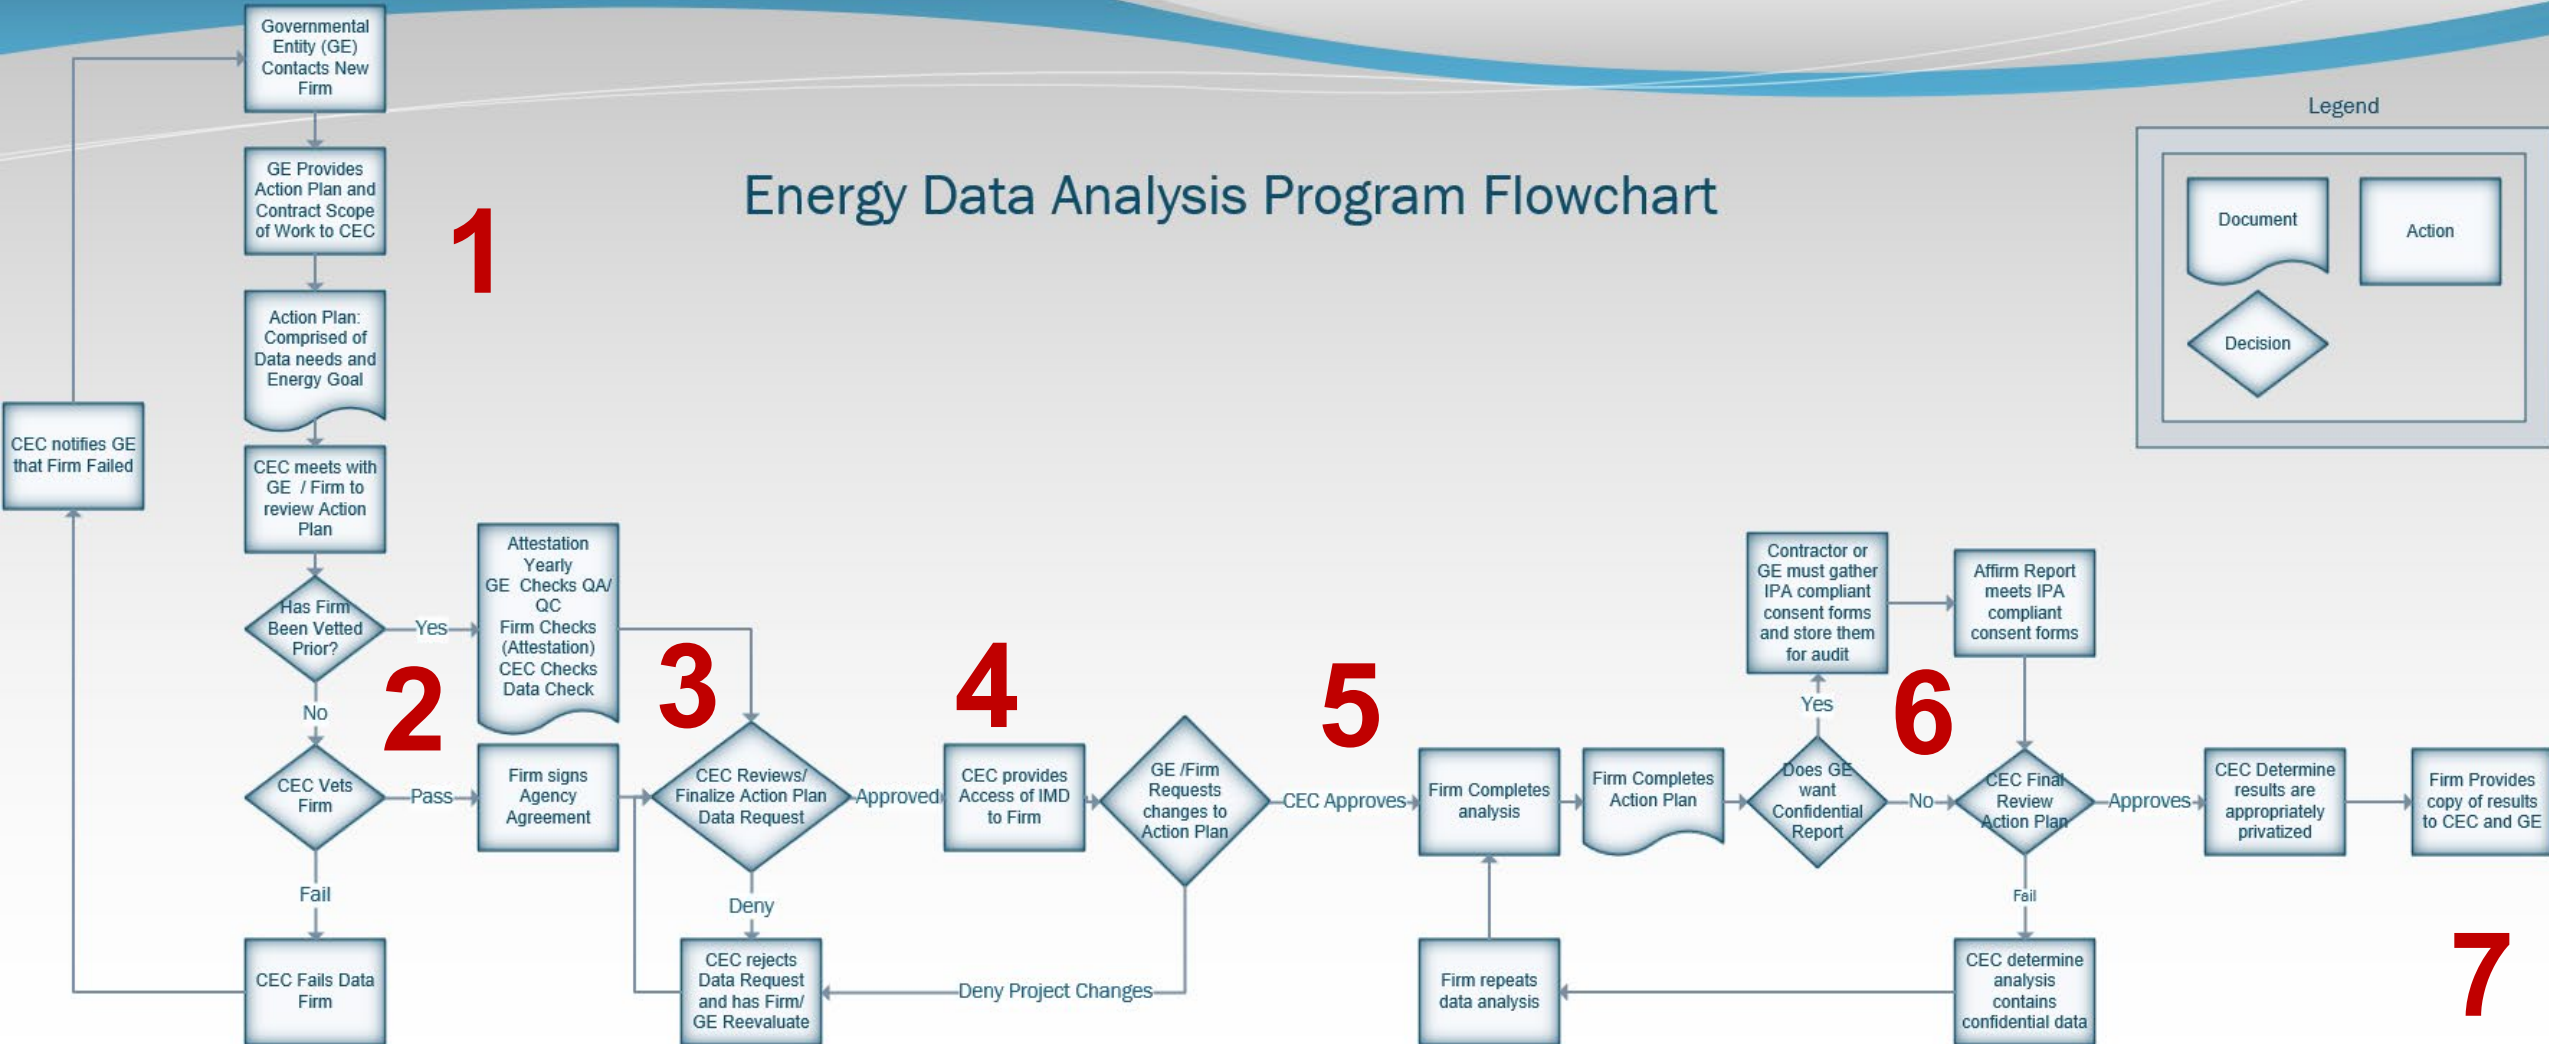 Governmental
Entity (GE)
Contacts New
Firm
GE Provides
Action Plan and
Contract Scope
of Work to CEC
1
Energy Data Analysis Program Flowchart
Legend
Document
Action
Decision
Action Plan:
Comprised of
Data needs and
Energy Goal
CEC notifies GE
that Firm Failed
CEC meets with
GE / Firm to
review Action
Plan
Has Firm
Been Vetted
Prior?
Yes
No
2
Attestation
Yearly
GE Checks QA/
QC
Firm Checks
(Attestation)
CEC Checks
Data Check
3
CEC Vets
Firm
Pass
Fail
Firm signs
Agency
Agreement
CEC Fails Data
Firm
CEC Reviews/
Finalize Action Plan
Data Request
Approved
Deny
CEC rejects
Data Request
and has Firm/
GE Reevaluate
4
CEC provides
Access of IMD
to Firm
GE /Firm
Requests
changes to
Action Plan
CEC Approves
Deny Project Changes
5
Firm Completes
analysis
Firm Completes
Action Plan
Does GE
want
Confidential
Report
Yes
No
Contractor or
GE must gather
IPA compliant
consent forms
and store them
for audit
Affirm Report
meets IPA
compliant
consent forms
6
CEC Final
Review
Action Plan
Approves
Fail
CEC determine
analysis
contains
confidential data
Firm repeats
data analysis
CEC Determine
results are
appropriately
privatized
Firm Provides
copy of results
to CEC and GE
7